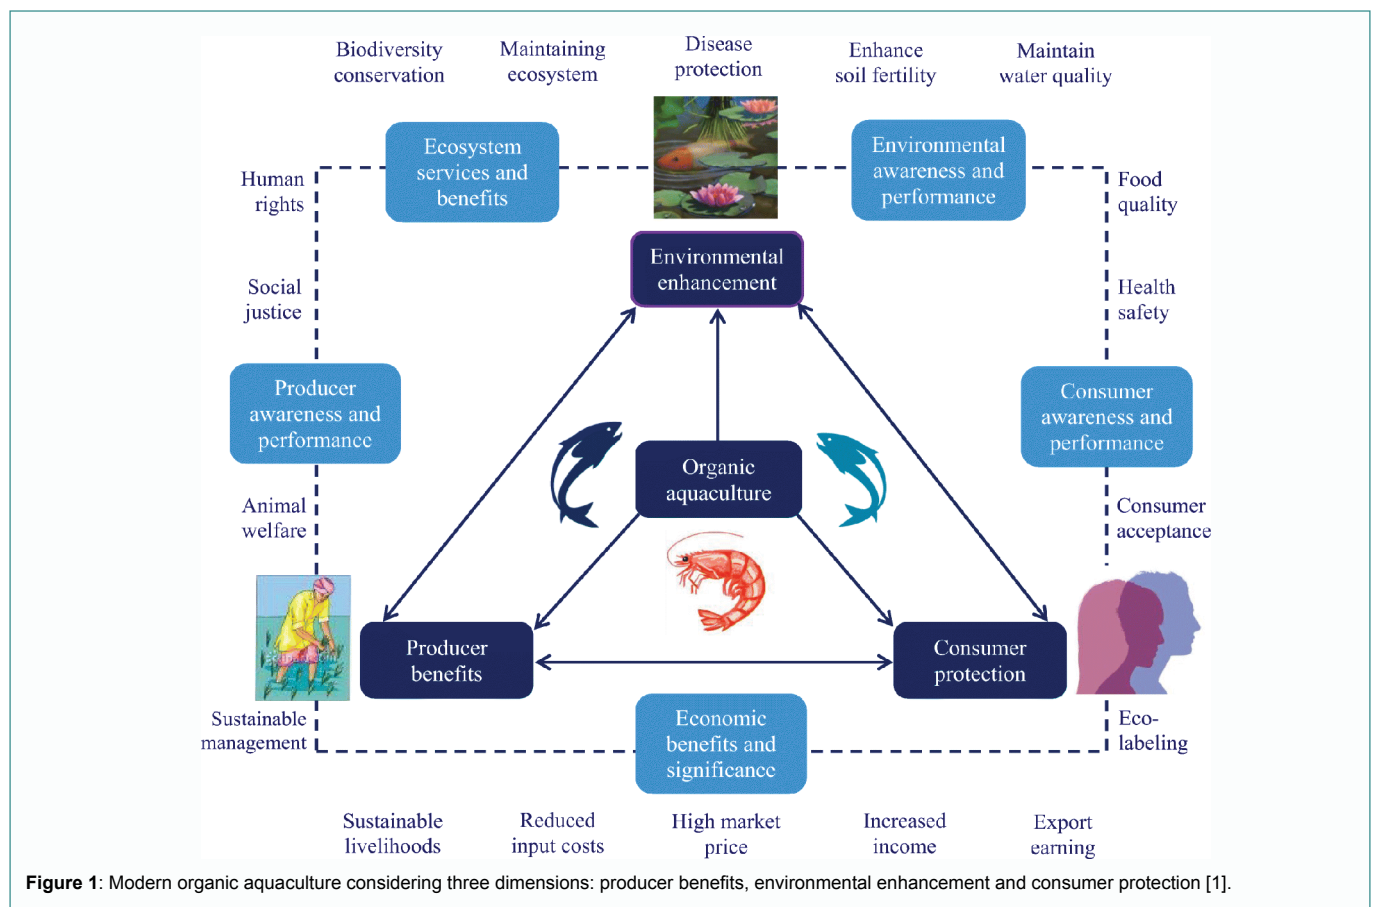 Biodiversity
conservation
Maintaining
ecosystem
Disease
protection
Enhance
soil fertility
Maintain
water quality
Ecosystem
services and
benefits
Environmental
awareness and
performance
Human
rights
Food
quality
Environmental
enhancement
Social
justice
Health
safety
Producer
awareness and
performance
Consumer
awareness and
performance
Organic
aquaculture
Animal
welfare
Consumer
acceptance
Producer
benefits
Consumer
protection
Sustainable
management
Economic
benefits and
significance
Eco-
labeling
Sustainable
livelihoods
Reduced
input costs
High market
price
Increased
income
Export
earning
Figure 1: Modern organic aquaculture considering three dimensions: producer benefits, environmental enhancement and consumer protection [1].